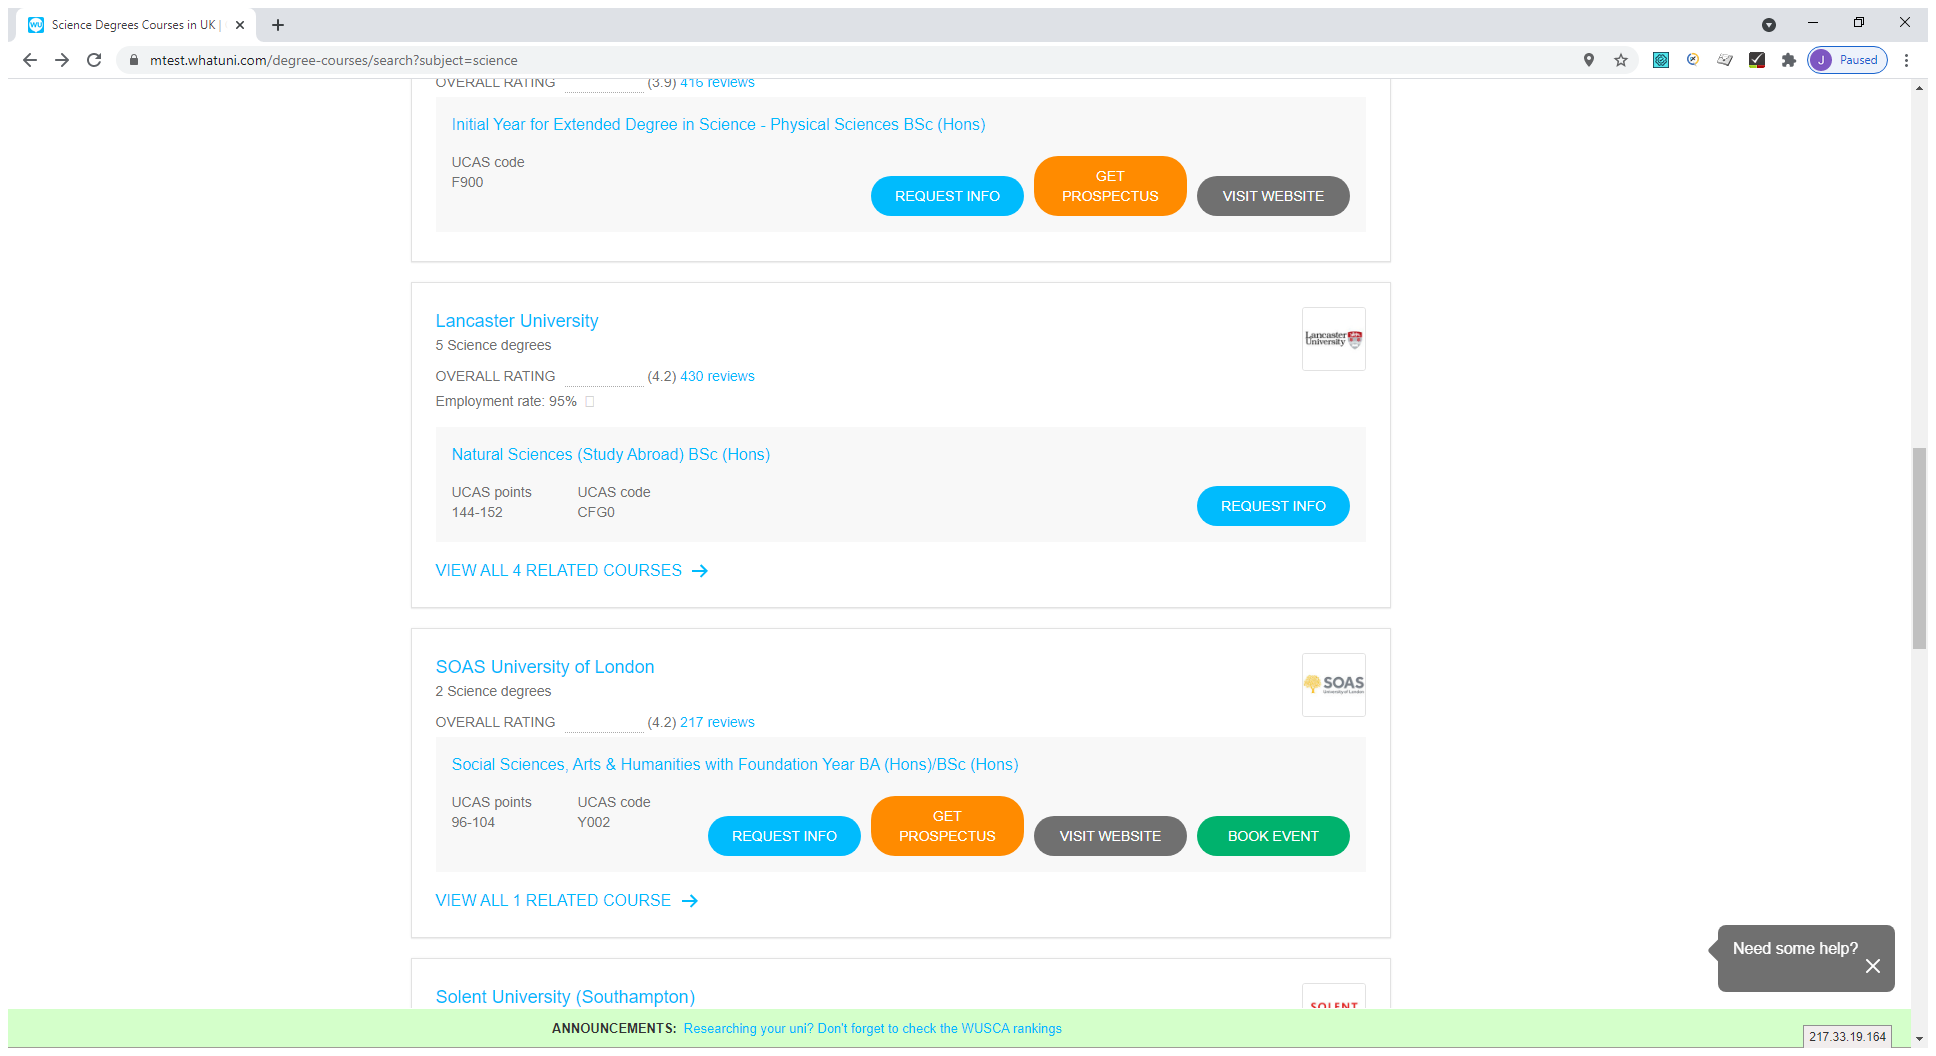 Science Degrees Courses in UK |
mtest.whatuni.com/degree-courses/search?subject=science
J Paused
OVERALL RATING (3.9) 416 reviews
Initial Year for Extended Degree in Science - Physical Sciences BSc (Hons)
UCAS code
F900
REQUEST INFO
GET
PROSPECTUS
VISIT WEBSITE
Lancaster University
5 Science degrees
OVERALL RATING (4.2) 430 reviews
Employment rate: 95%
Lancaster
University
Natural Sciences (Study Abroad) BSc (Hons)
UCAS points UCAS code
144-152 CFG0
REQUEST INFO
VIEW ALL 4 RELATED COURSES
SOAS University of London
2 Science degrees
OVERALL RATING (4.2) 217 reviews
SOAS
University of London
Social Sciences, Arts & Humanities with Foundation Year BA (Hons)/BSc (Hons)
UCAS points UCAS code
96-104 Y002
REQUEST INFO
GET
PROSPECTUS
VISIT WEBSITE
BOOK EVENT
VIEW ALL 1 RELATED COURSE
Need some help?
Solent University (Southampton)
SOLENT
ANNOUNCEMENTS: Researching your uni? Don't forget to check the WUSCA rankings
217.33.19.164